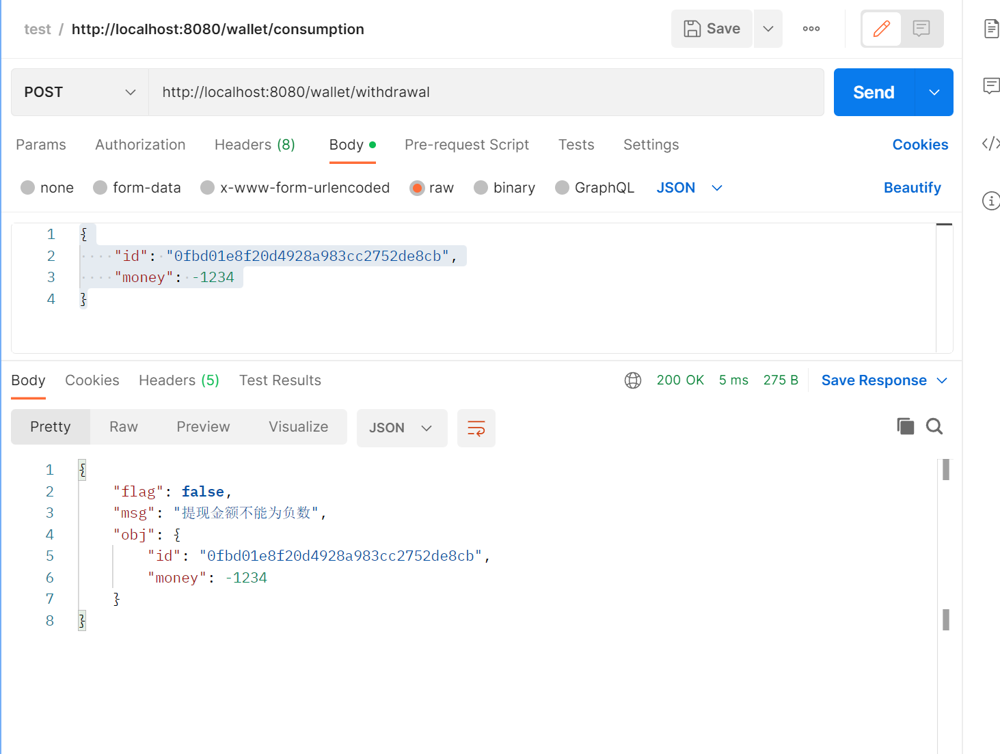 test / http://localhost:8080/wallet/consumption
Save
POST
http://localhost:8080/wallet/withdrawal
Send
Params Authorization Headers (8) Body Pre-request Script Tests Settings Cookies
none form-data x-www-form-urlencoded raw binary GraphQL JSON Beautify
1 {
2 ····"id":·"0fbd01e8f20d4928a983cc2752de8cb",
3 ····"money":·-1234
4 }
Body Cookies Headers (5) Test Results 200 OK 5 ms 275 B Save Response
Pretty Raw Preview Visualize JSON
1 {
2 "flag": false,
3 "msg": "提现金额不能为负数",
4 "obj": {
5 "id": "0fbd01e8f20d4928a983cc2752de8cb",
6 "money": -1234
7 }
8 }